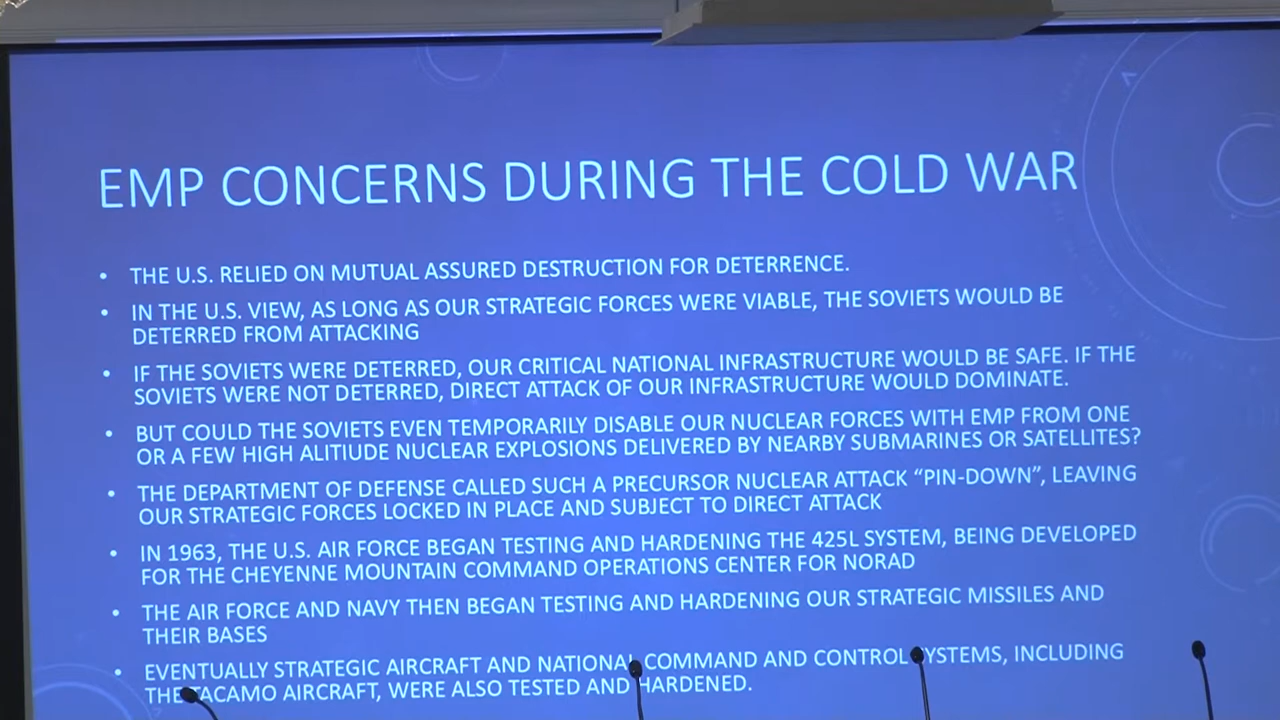 EMP CONCERNS DURING THE COLD WAR
• THE U.S. RELIED ON MUTUAL ASSURED DESTRUCTION FOR DETERRENCE.
• IN THE U.S. VIEW, AS LONG AS OUR STRATEGIC FORCES WERE VIABLE, THE SOVIETS WOULD BE
DETERRED FROM ATTACKING
• IF THE SOVIETS WERE DETERRED, OUR CRITICAL NATIONAL INFRASTRUCTURE WOULD BE SAFE. IF THE
SOVIETS WERE NOT DETERRED, DIRECT ATTACK OF OUR INFRASTRUCTURE WOULD DOMINATE.
• BUT COULD THE SOVIETS EVEN TEMPORARILY DISABLE OUR NUCLEAR FORCES WITH EMP FROM ONE
OR A FEW HIGH ALITIUDE NUCLEAR EXPLOSIONS DELIVERED BY NEARBY SUBMARINES OR SATELLITES?
• THE DEPARTMENT OF DEFENSE CALLED SUCH A PRECURSOR NUCLEAR ATTACK “PIN-DOWN”, LEAVING
OUR STRATEGIC FORCES LOCKED IN PLACE AND SUBJECT TO DIRECT ATTACK
• IN 1963, THE U.S. AIR FORCE BEGAN TESTING AND HARDENING THE 425L SYSTEM, BEING DEVELOPED
FOR THE CHEYENNE MOUNTAIN COMMAND OPERATIONS CENTER FOR NORAD
• THE AIR FORCE AND NAVY THEN BEGAN TESTING AND HARDENING OUR STRATEGIC MISSILES AND
THEIR BASES
• EVENTUALLY STRATEGIC AIRCRAFT AND NATIONAL COMMAND AND CONTROL SYSTEMS, INCLUDING
THE TACAMO AIRCRAFT, WERE ALSO TESTED AND HARDENED.